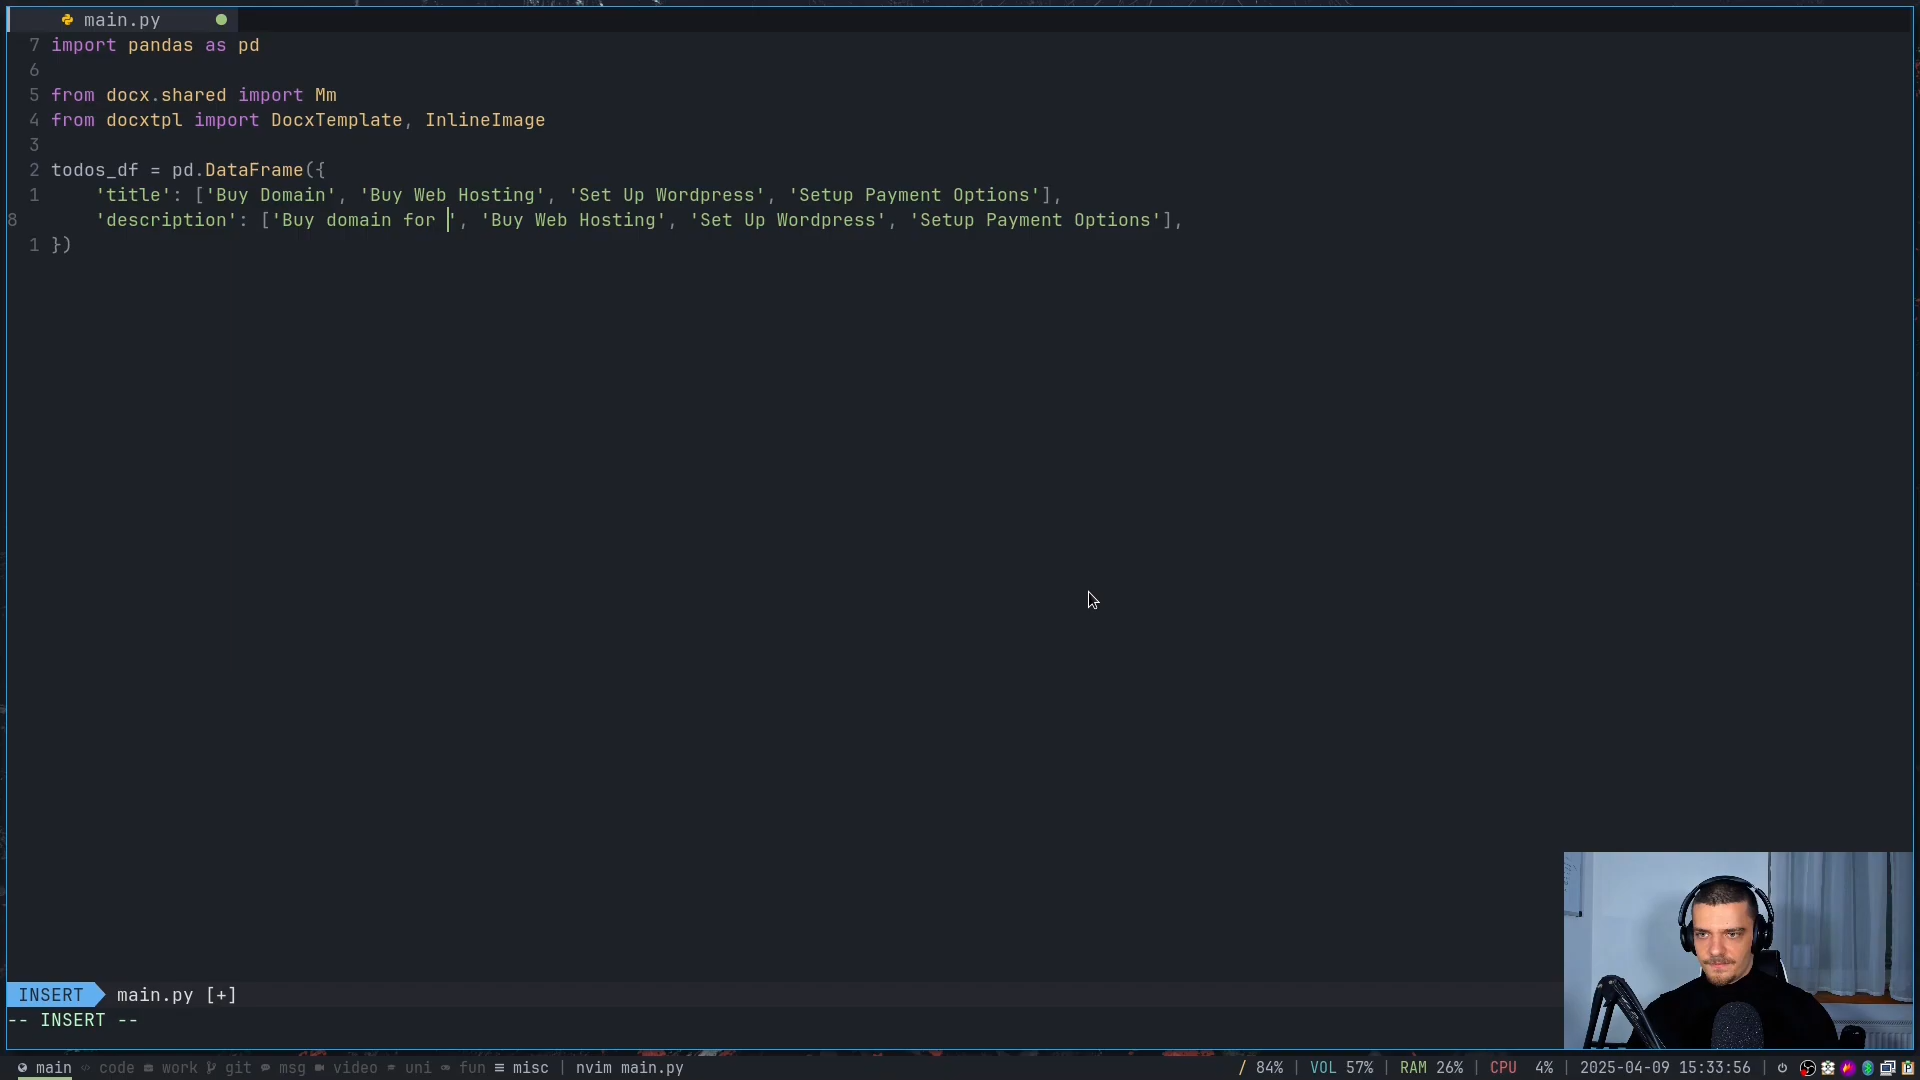 main.py
7 import pandas as pd
6
5 from docx.shared import Mm
4 from docxtpl import DocxTemplate, InlineImage
3
2 todos_df = pd.DataFrame({
1 'title': ['Buy Domain', 'Buy Web Hosting', 'Set Up Wordpress', 'Setup Payment Options'],
8 'description': ['Buy domain for ', 'Buy Web Hosting', 'Set Up Wordpress', 'Setup Payment Options'],
1 })
INSERT main.py [+]
-- INSERT --
main code work git msg video uni fun misc | nvim main.py / 84% | VOL 57% | RAM 26% | CPU 4% | 2025-04-09 15:33:56 |